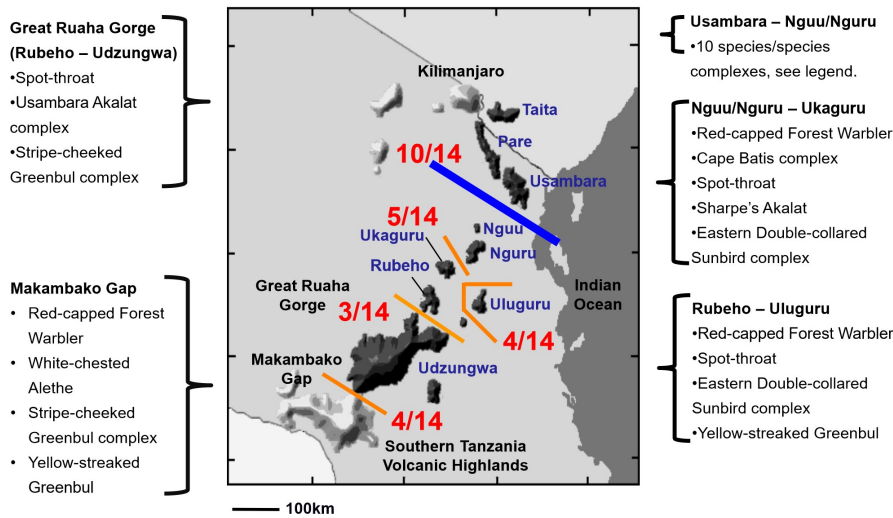 Great Ruaha Gorge
(Rubeho – Udzungwa)
•Spot-throat
•Usambara Akalat
complex
•Stripe-cheeked
Greenbul complex
Makambako Gap
• Red-capped Forest
Warbler
• White-chested
Alethe
• Stripe-cheeked
Greenbul complex
• Yellow-streaked
Greenbul
Kilimanjaro
Taita
Pare
10/14
Usambara
5/14
Nguu
Ukaguru
Nguru
Rubeho
Great Ruaha
Gorge
Uluguru
Indian
Ocean
3/14
4/14
Makambako
Gap
Udzungwa
4/14
Southern Tanzania
Volcanic Highlands
100km
Usambara – Nguu/Nguru
•10 species/species
complexes, see legend.
Nguu/Nguru – Ukaguru
•Red-capped Forest Warbler
•Cape Batis complex
•Spot-throat
•Sharpe's Akalat
•Eastern Double-collared
Sunbird complex
Rubeho – Uluguru
•Red-capped Forest Warbler
•Spot-throat
•Eastern Double-collared
Sunbird complex
•Yellow-streaked Greenbul